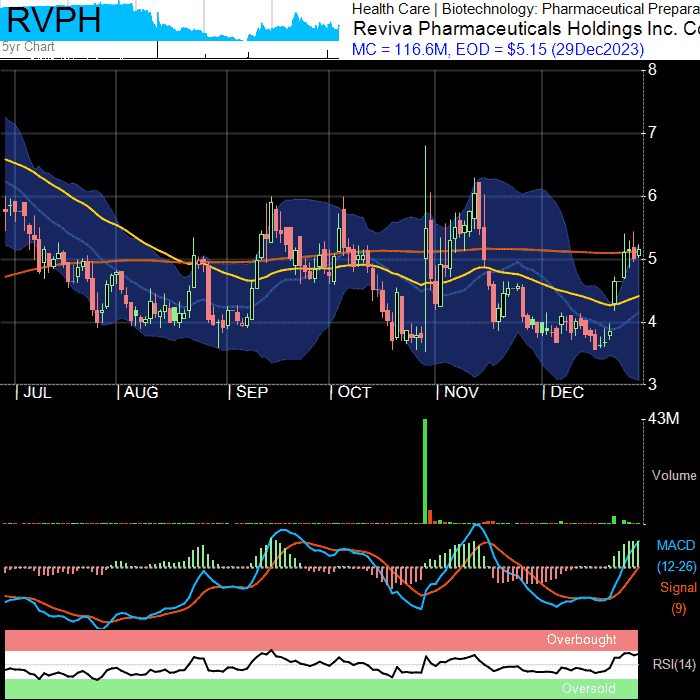 RVPH
5yr Chart
Health Care | Biotechnology: Pharmaceutical Prepara
Reviva Pharmaceuticals Holdings Inc. Co
MC = 116.6M, EOD = $5.15 (29Dec2023)
8
7
6
5
4
3
JUL AUG SEP OCT NOV DEC
43M
Volume
MACD
(12-26)
Signal
(9)
Overbought
RSI(14)
Oversold